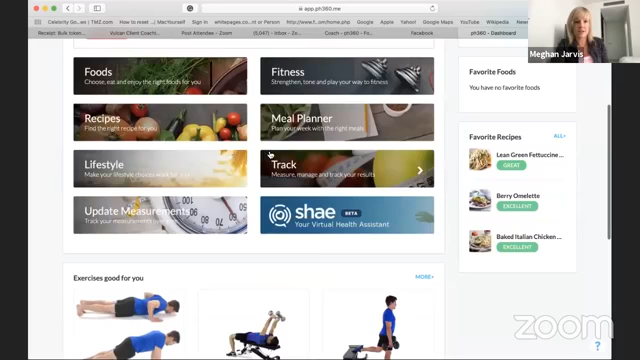 app.ph360.me
Celebrity Go...s | TMZ.com
How to reset ... | MacYourself
Sign In
whitepages.co...nt or Person
http://www.f...om/home.php
Google
Apple
Yahoo!
Google Maps
YouTube
Wikipedia
Receipt: Bulk token
Vulcan Client Coachi...
Post Attendee - Zoom
(5,047) - Inbox - Zo...
Coach - ph360 - Fo...
Facebook
ph360 - Dashboard
Meghan Jarvis
Foods
Choose, eat and enjoy the right foods for you
Fitness
Strengthen, tone and play your way to fitness
Recipes
Find the right recipe for you
Meal Planner
Plan your week with the right meals
Lifestyle
Make your lifestyle choices work for you
Track
Measure, manage and track your results
Update Measurements
Track your measurements over time
shae BETA
Your Virtual Health Assistant
Exercises good for you
MORE>
Favorite Foods
You have no favorite foods
Favorite Recipes
ALL>
Lean Green Fettuccine...
GREAT
Berry Omelette
EXCELLENT
Baked Italian Chicken ...
EXCELLENT
?
zoom